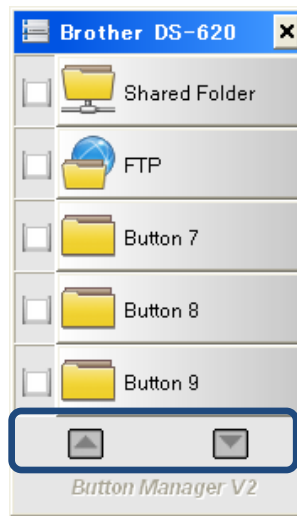 Brother DS-620
Shared Folder
FTP
Button 7
Button 8
Button 9
Button Manager V2